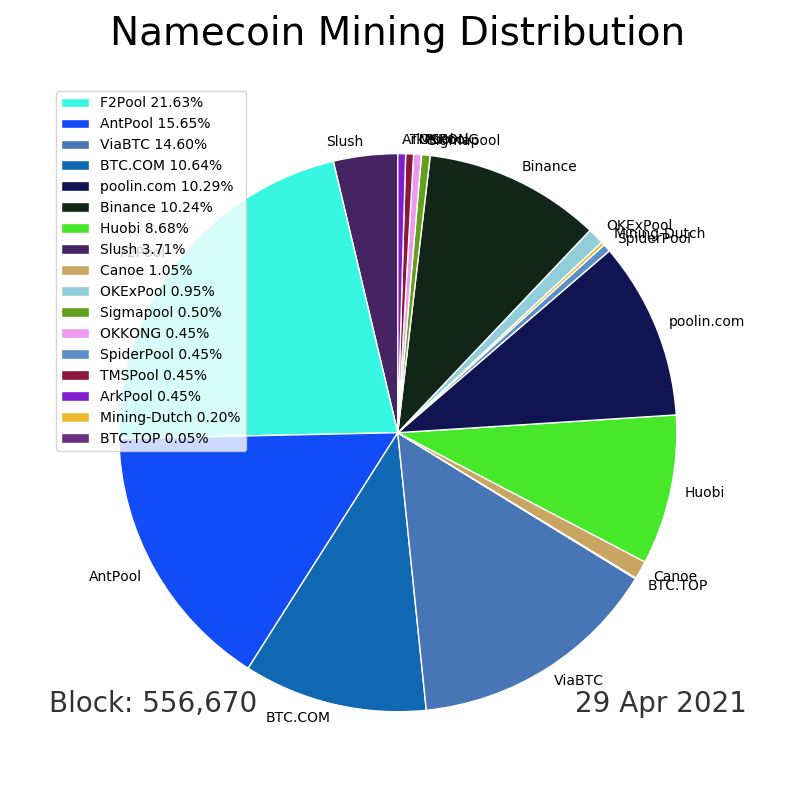 Namecoin Mining Distribution
F2Pool 21.63%
AntPool 15.65%
ViaBTC 14.60%
BTC.COM 10.64%
poolin.com 10.29%
Binance 10.24%
Huobi 8.68%
Slush 3.71%
Canoe 1.05%
OKExPool 0.95%
Sigmapool 0.50%
OKKONG 0.45%
SpiderPool 0.45%
TMSPool 0.45%
ArkPool 0.45%
Mining-Dutch 0.20%
BTC.TOP 0.05%
Slush
Sigmapool
Binance
OKExPool
Mining-Dutch
SpiderPool
poolin.com
Huobi
Canoe
BTC.TOP
ViaBTC
BTC.COM
AntPool
Block: 556,670
29 Apr 2021